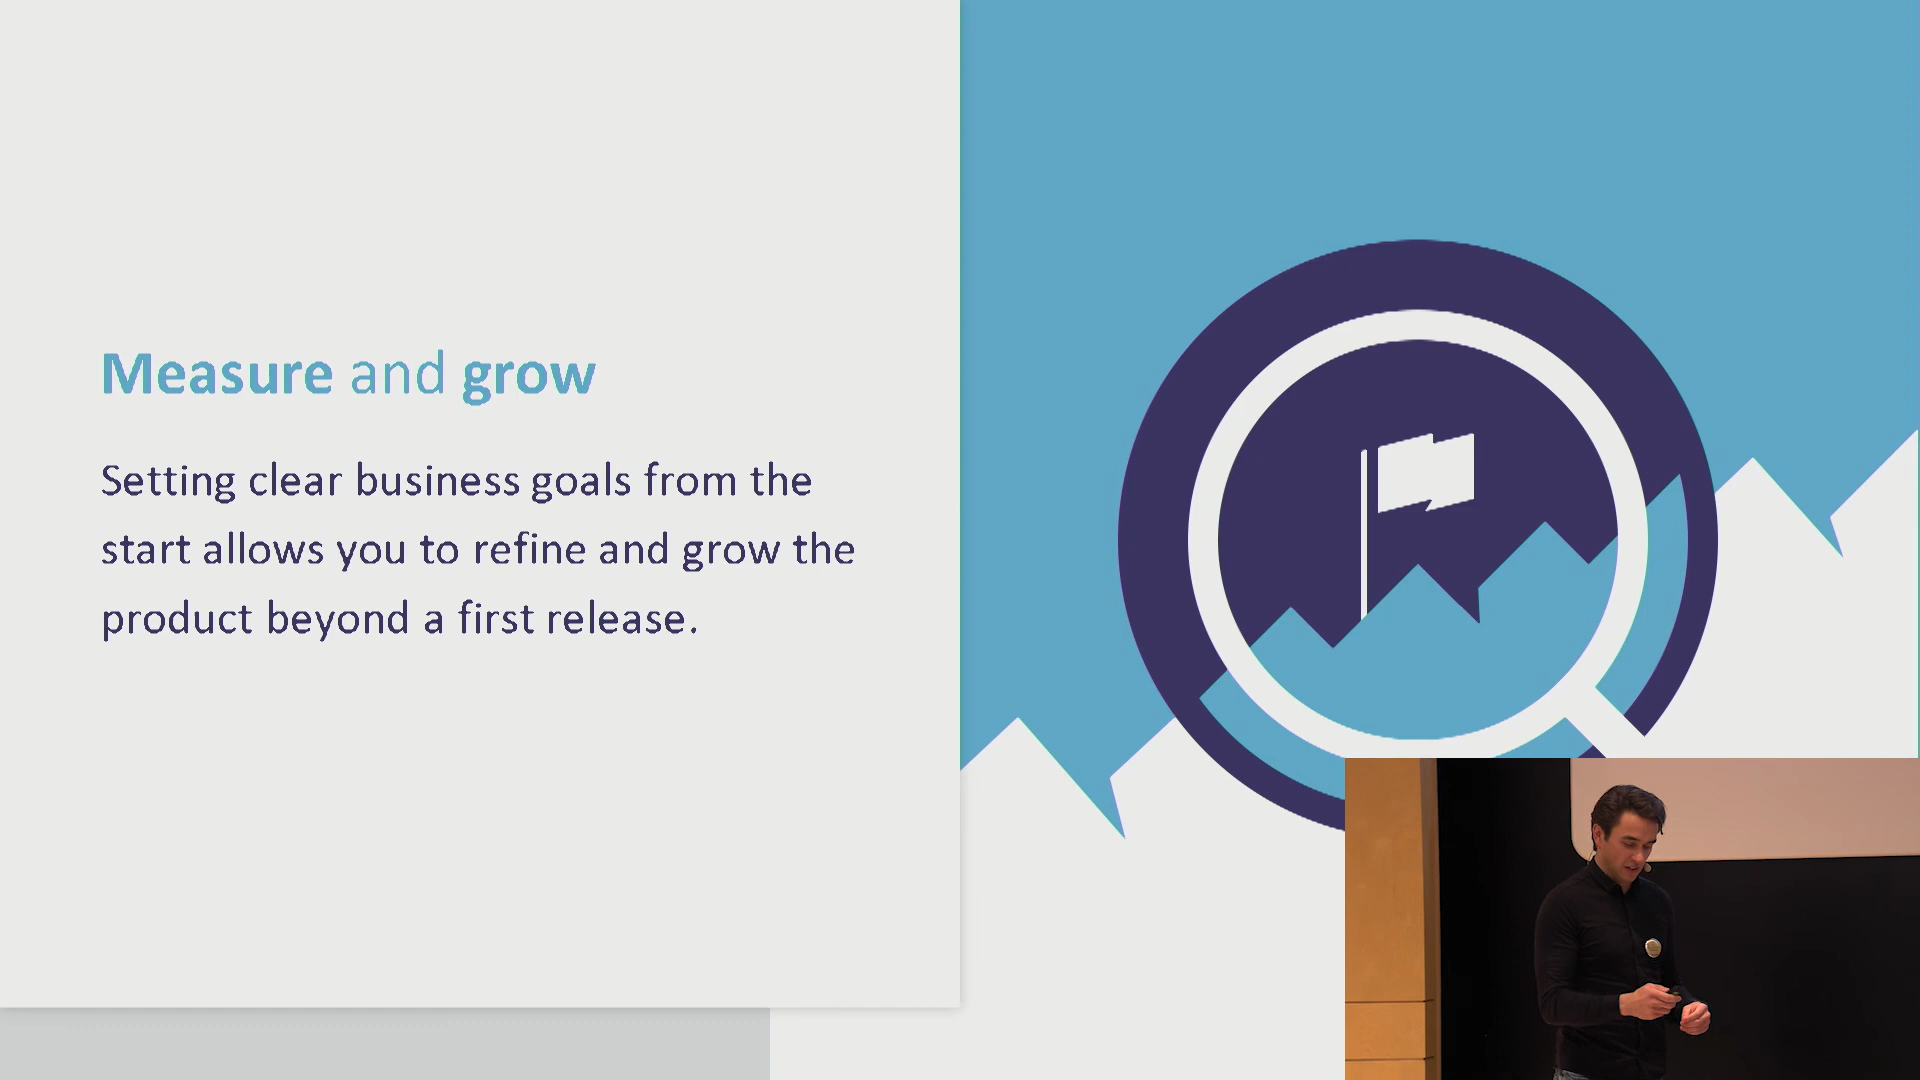 Measure and grow
Setting clear business goals from the
start allows you to refine and grow the
product beyond a first release.